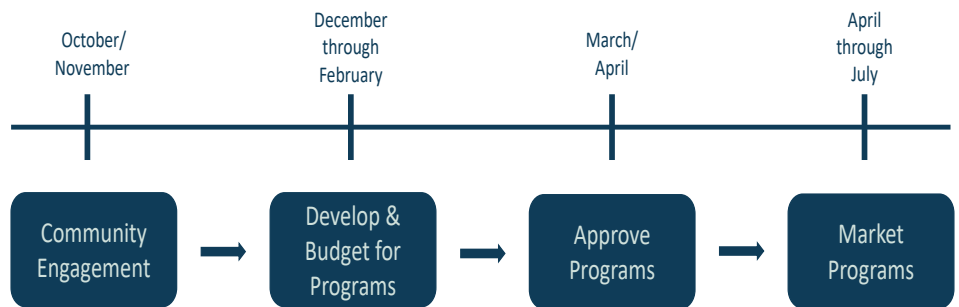 October/
November
December
through
February
March/
April
April
through
July
Community
Engagement
Develop &
Budget for
Programs
Approve
Programs
Market
Programs